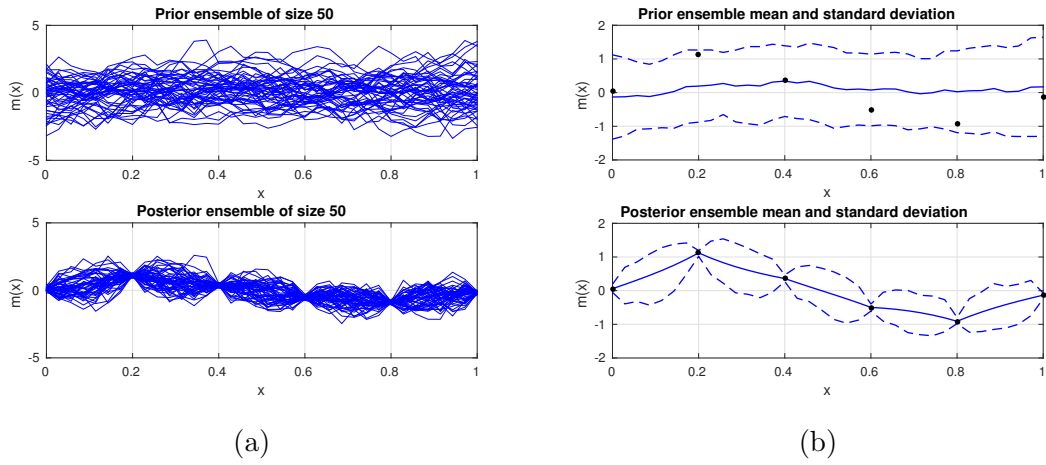 Prior ensemble of size 50
5
0
-5
m(x)
0 0.2 0.4 0.6 0.8 1
x
Posterior ensemble of size 50
5
0
-5
m(x)
0 0.2 0.4 0.6 0.8 1
x
(a)
Prior ensemble mean and standard deviation
2
1
0
-1
-2
m(x)
0 0.2 0.4 0.6 0.8 1
x
Posterior ensemble mean and standard deviation
2
1
0
-1
-2
m(x)
0 0.2 0.4 0.6 0.8 1
x
(b)